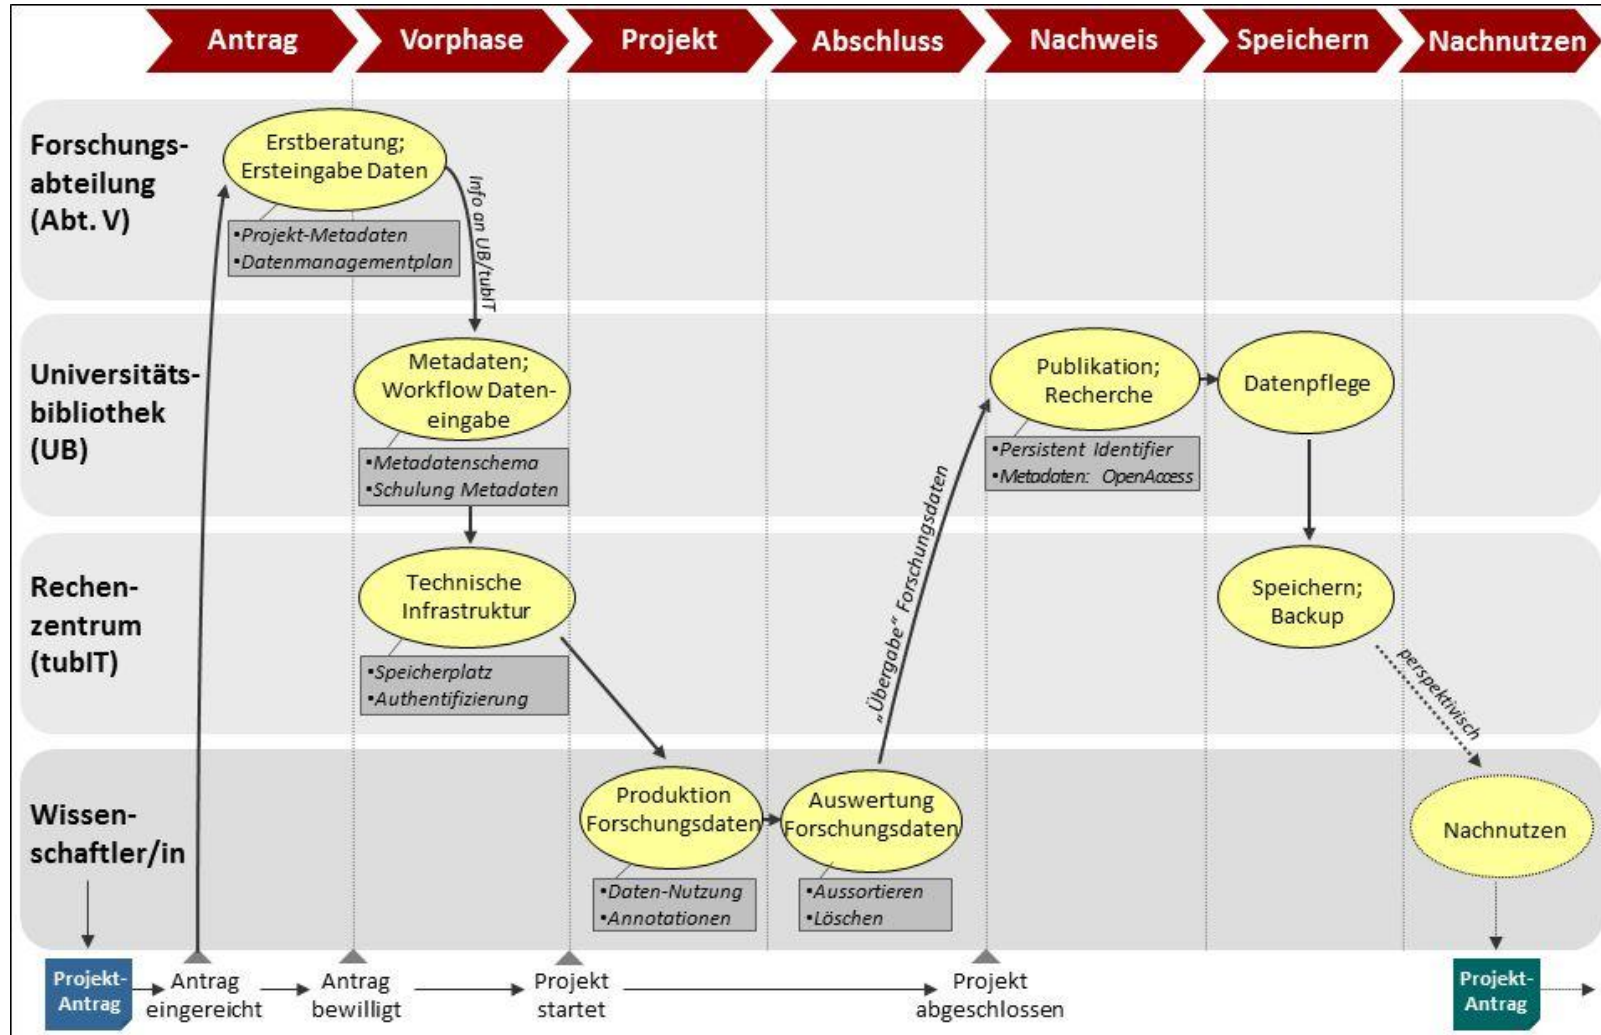 Antrag
Vorphase
Projekt
Abschluss
Nachweis
Speichern
Nachnutzen
Forschungs-
abteilung
(Abt. V)
Erstberatung;
Ersteingabe Daten
•Projekt-Metadaten
•Datenmanagementplan
Info an UB/tubIT
Universitäts-
bibliothek
(UB)
Metadaten;
Workflow Daten-
eingabe
•Metadatenschema
•Schulung Metadaten
Publikation;
Recherche
•Persistent Identifier
•Metadaten: OpenAccess
Datenpflege
Rechen-
zentrum
(tubIT)
Technische
Infrastruktur
•Speicherplatz
•Authentifizierung
„Übergabe“ Forschungsdaten
Speichern;
Backup
perspektivisch
Wissen-
schaftler/in
Produktion
Forschungsdaten
•Daten-Nutzung
•Annotationen
Auswertung
Forschungsdaten
•Aussortieren
•Löschen
Nachnutzen
Projekt-
Antrag
Antrag
eingereicht
Antrag
bewilligt
Projekt
startet
Projekt
abgeschlossen
Projekt-
Antrag